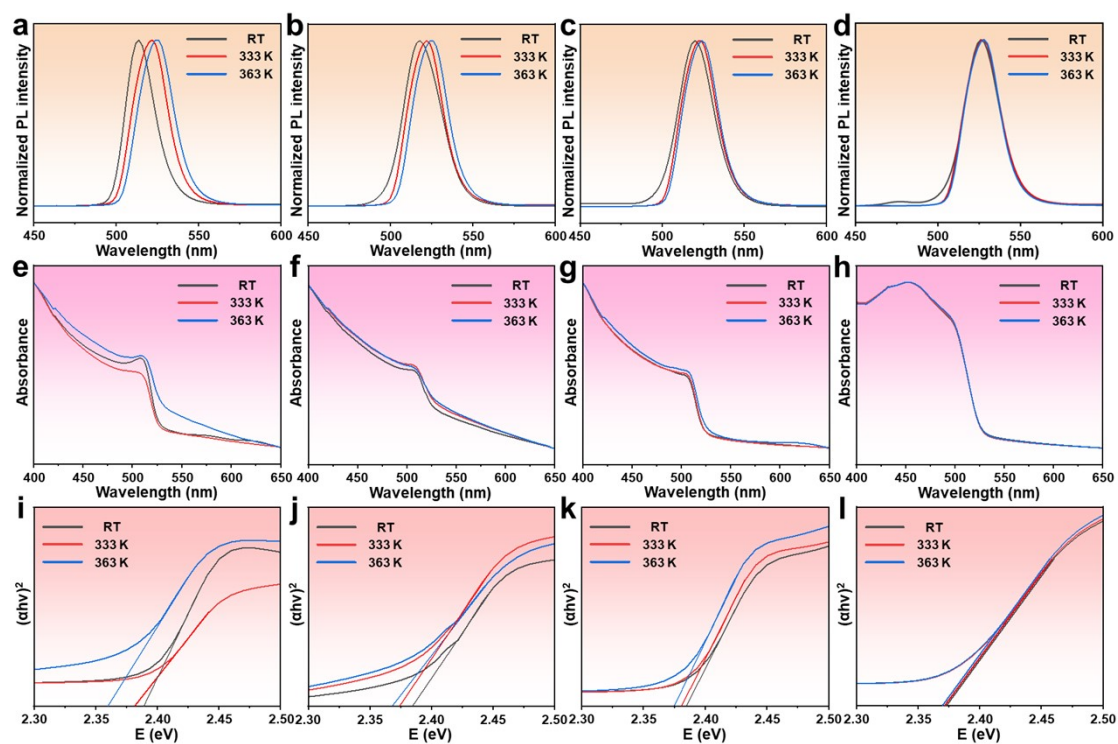 a
RT
333 K
363 K
Normalized PL intensity
450 500 550 600
Wavelength (nm)
b
RT
333 K
363 K
Normalized PL intensity
450 500 550 600
Wavelength (nm)
c
RT
333 K
363 K
Normalized PL intensity
450 500 550 600
Wavelength (nm)
d
RT
333 K
363 K
Normalized PL intensity
450 500 550 600
Wavelength (nm)
e
RT
333 K
363 K
Absorbance
400 450 500 550 600 650
Wavelength (nm)
f
RT
333 K
363 K
Absorbance
400 450 500 550 600 650
Wavelength (nm)
g
RT
333 K
363 K
Absorbance
400 450 500 550 600 650
Wavelength (nm)
h
RT
333 K
363 K
Absorbance
400 450 500 550 600 650
Wavelength (nm)
i
RT
333 K
363 K
(αhv)²
2.30 2.35 2.40 2.45 2.50
E (eV)
j
RT
333 K
363 K
(αhv)²
2.30 2.35 2.40 2.45 2.50
E (eV)
k
RT
333 K
363 K
(αhv)²
2.30 2.35 2.40 2.45 2.50
E (eV)
l
RT
333 K
363 K
(αhv)²
2.30 2.35 2.40 2.45 2.50
E (eV)